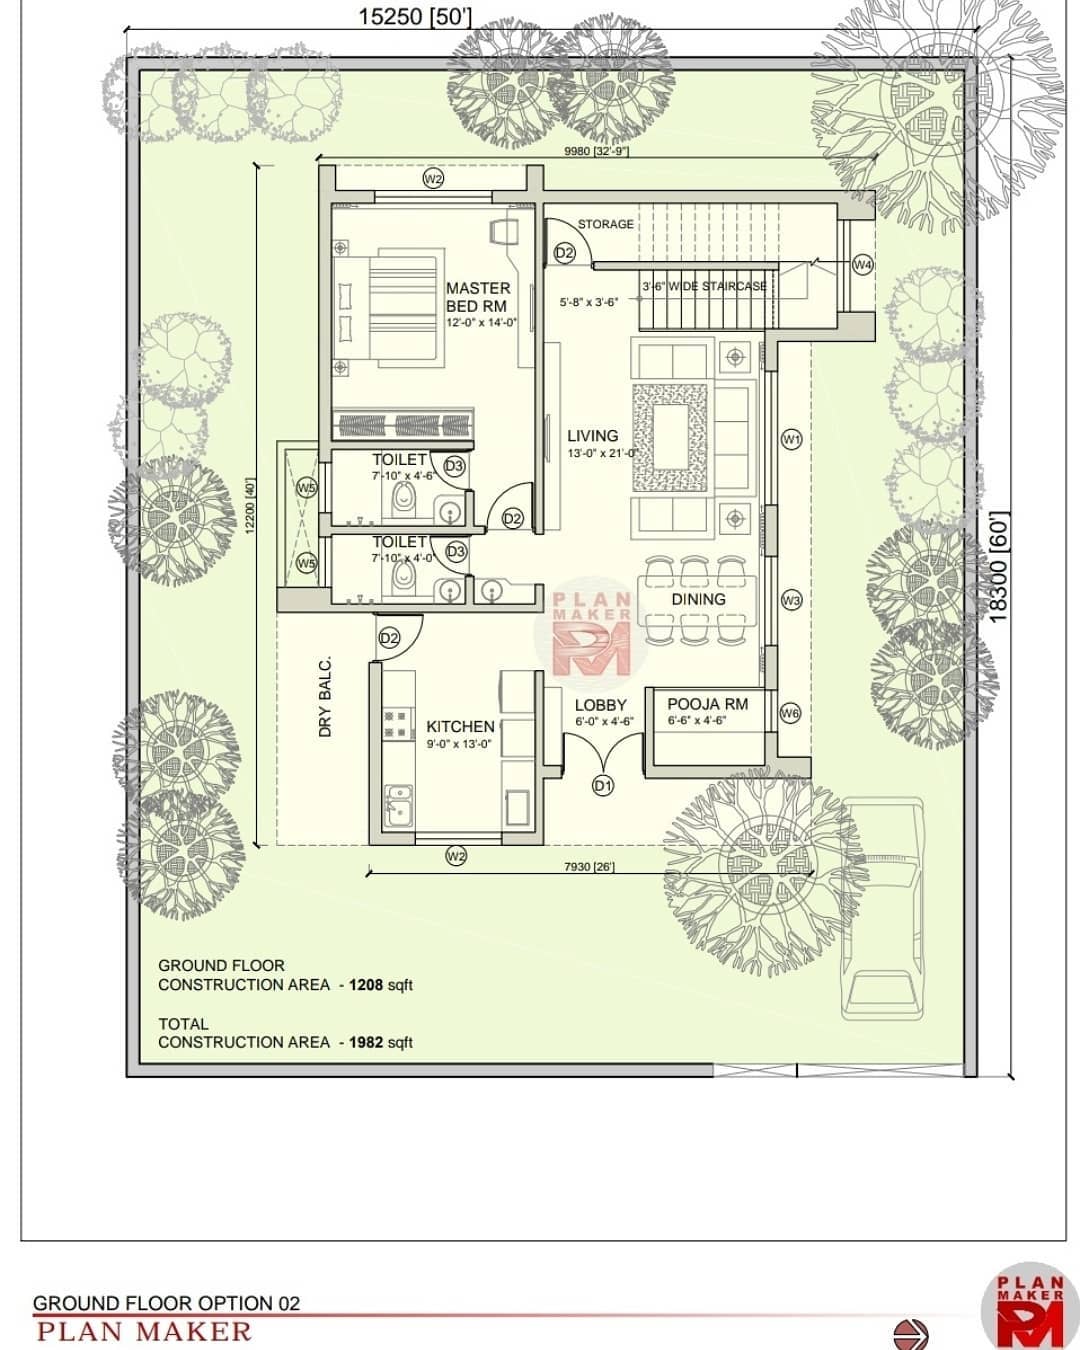 15250 [50']
9980 [32'-9"]
W2
STORAGE
D2
W4
3'-6" WIDE STAIRCASE
MASTER
BED RM
12'-0" x 14'-0"
5'-8" x 3'-6"
LIVING
13'-0" x 21'-0"
W1
TOILET
7'-10" x 4'-6"
D3
W5
12200 [40']
D2
18300 [60']
TOILET
7'-10" x 4'-0"
D3
W5
PLAN
MAKER
DINING
W3
D2
DRY BALC.
LOBBY
6'-0" x 4'-6"
POOJA RM
6'-6" x 4'-6"
W6
KITCHEN
9'-0" x 13'-0"
D1
W2
7930 [26']
GROUND FLOOR
CONSTRUCTION AREA - 1208 sqft
TOTAL
CONSTRUCTION AREA - 1982 sqft
PLAN
MAKER
GROUND FLOOR OPTION 02
PLAN MAKER